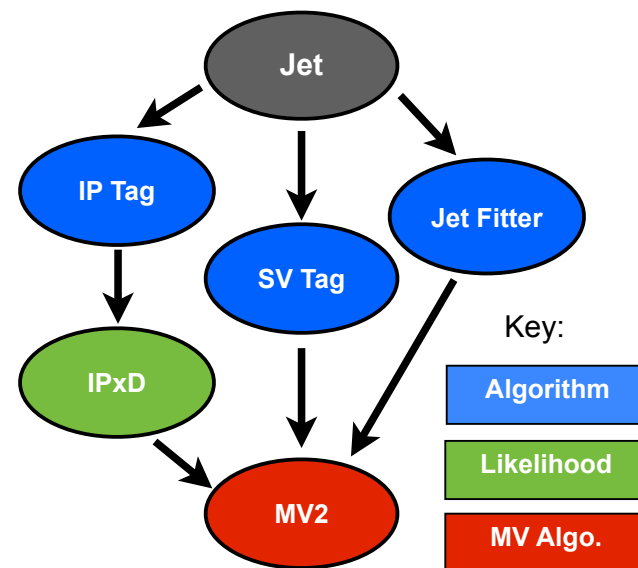 Jet
IP Tag
Jet Fitter
SV Tag
IPxD
MV2
Key:
Algorithm
Likelihood
MV Algo.